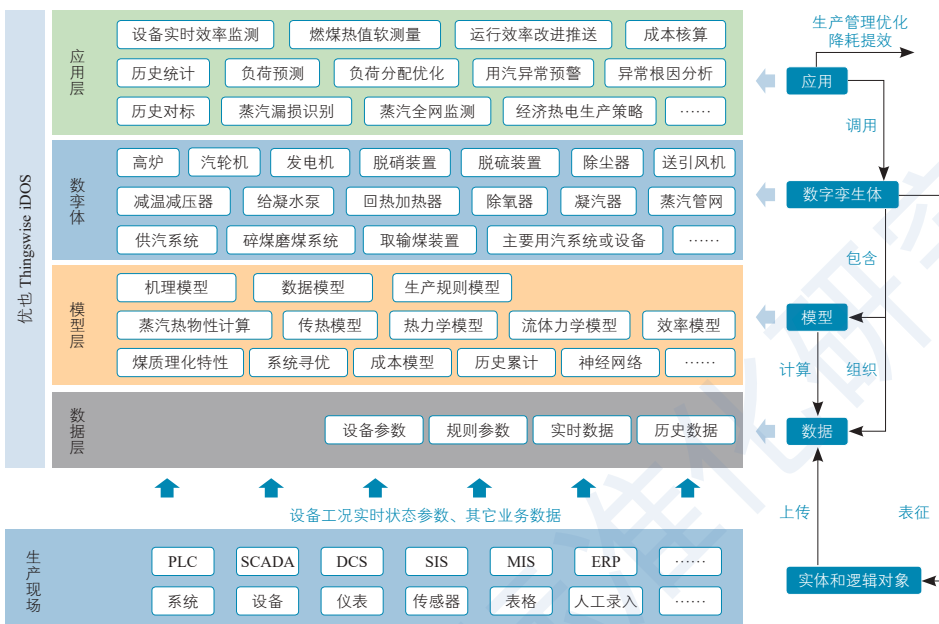 优也 Thingswise iDOS
应用层
设备实时效率监测 燃煤热值软测量 运行效率改进推送 成本核算
历史统计 负荷预测 负荷分配优化 用汽异常预警 异常根因分析
历史对标 蒸汽漏损识别 蒸汽全网监测 经济热电生产策略 ……
数孪体
高炉 汽轮机 发电机 脱硝装置 脱硫装置 除尘器 送引风机
减温减压器 给凝水泵 回热加热器 除氧器 凝汽器 蒸汽管网
供汽系统 碎煤磨煤系统 取输煤装置 主要用汽系统或设备 ……
模型层
机理模型 数据模型 生产规则模型
蒸汽热物性计算 传热模型 热力学模型 流体力学模型 效率模型
煤质理化特性 系统寻优 成本模型 历史累计 神经网络 ……
数据层
设备参数 规则参数 实时数据 历史数据
设备工况实时状态参数、其它业务数据
生产现场
PLC SCADA DCS SIS MIS ERP ……
系统 设备 仪表 传感器 表格 人工录入 ……
生产管理优化
降耗提效
应用
调用
数字孪生体
包含
模型
计算 组织
数据
上传 表征
实体和逻辑对象
标准化研究